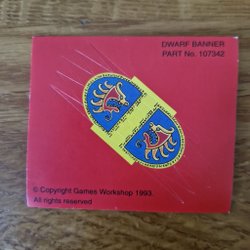 DWARF BANNER
PART No. 107342
© Copyright Games Workshop 1993.
All rights reserved